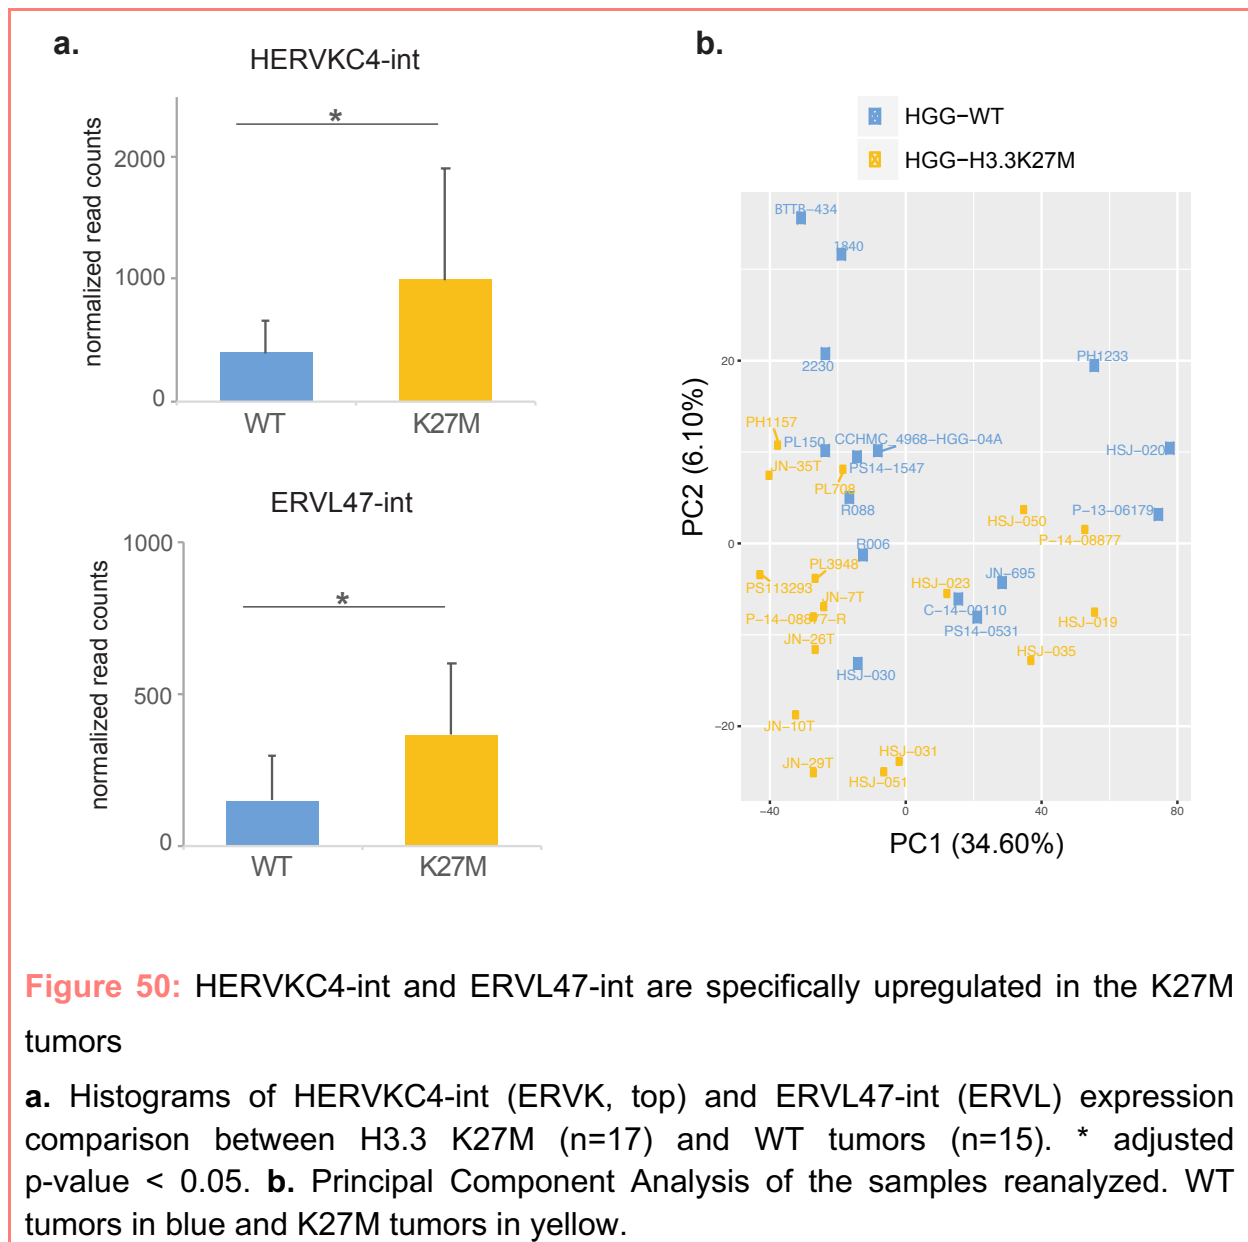 a.
HERVKC4-int
normalized read counts
2000
1000
0
*
WT
K27M
ERVL47-int
normalized read counts
1000
500
0
*
WT
K27M
b.
HGG-WT
HGG-H3.3K27M
PC2 (6.10%)
20
0
-20
BTTB-434
1840
2230
PH1233
PH1157
PL150
CCHMC_4968-HGG-04A
HSJ-020
JN-35T
PS14-1547
PL708
R088
HSJ-050
P-13-06179
P-14-08877
R006
PL3948
PS113293
JN-7T
HSJ-023
JN-695
P-14-08877-R
C-14-00110
PS14-0531
HSJ-019
JN-26T
HSJ-035
HSJ-030
JN-10T
HSJ-031
JN-29T
HSJ-051
-40
0
40
80
PC1 (34.60%)
Figure 50: HERVKC4-int and ERVL47-int are specifically upregulated in the K27M
tumors
a. Histograms of HERVKC4-int (ERVK, top) and ERVL47-int (ERVL) expression
comparison between H3.3 K27M (n=17) and WT tumors (n=15). * adjusted
p-value < 0.05. b. Principal Component Analysis of the samples reanalyzed. WT
tumors in blue and K27M tumors in yellow.